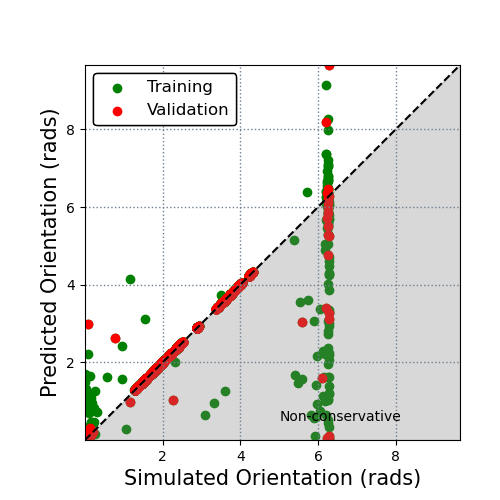 Training
Validation
8
6
4
2
Predicted Orientation (rads)
Non-conservative
2 4 6 8
Simulated Orientation (rads)